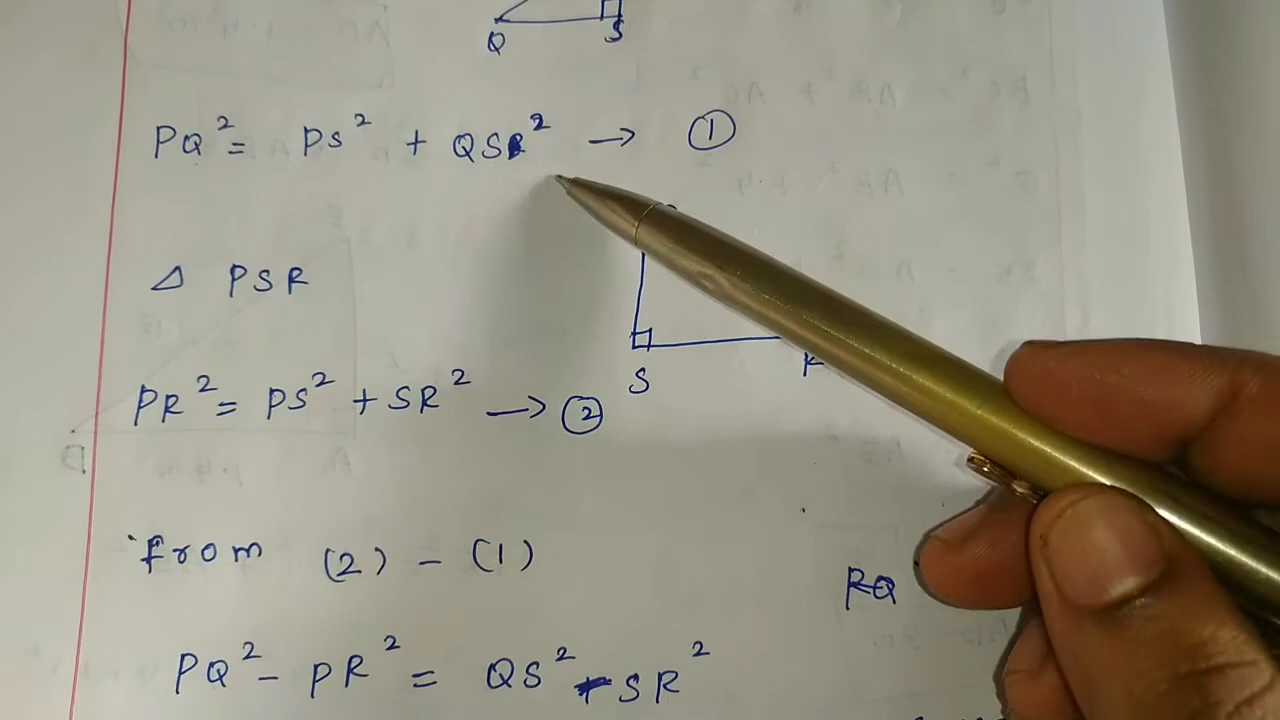 Q S
PQ² = PS² + QS² → ①
△ PSR
S
PR² = PS² + SR² → ②
from (2) - (1)
RQ
PQ² - PR² = QS² - SR²